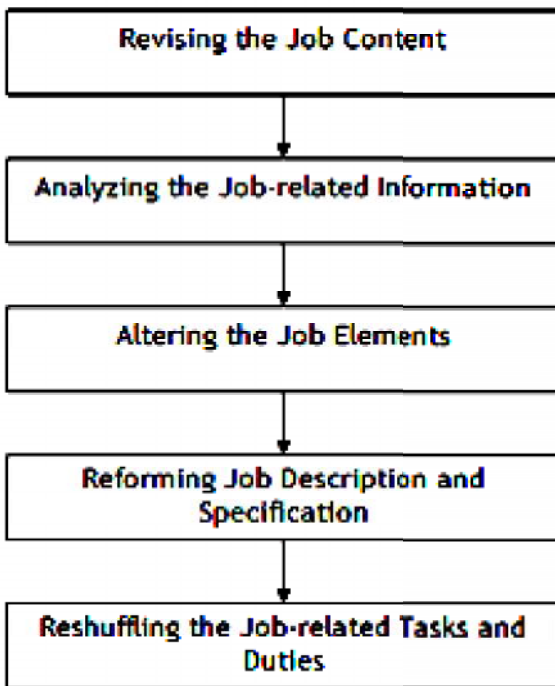 Revising the Job Content
Analyzing the Job-related Information
Altering the Job Elements
Reforming Job Description and
Specification
Reshuffling the Job-related Tasks and
Duties